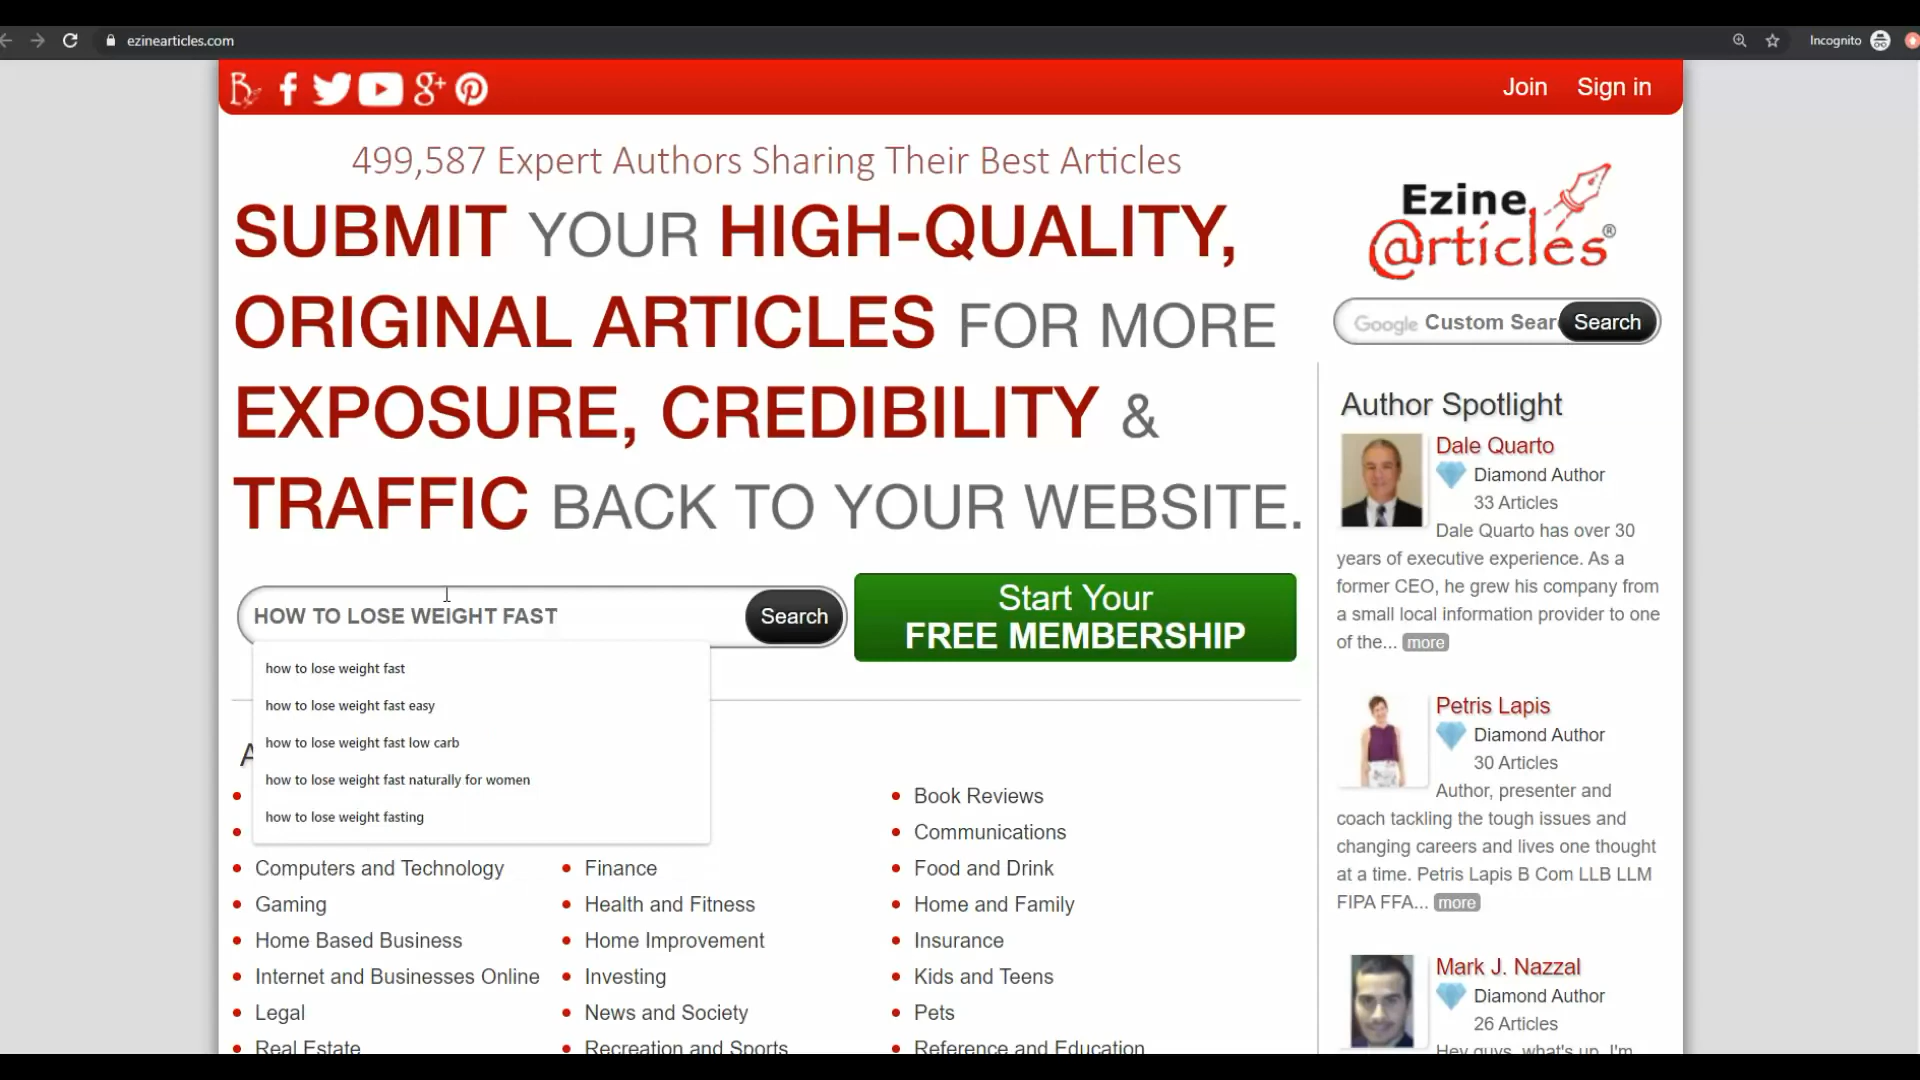 ezinearticles.com
Incognito
Join Sign in
499,587 Expert Authors Sharing Their Best Articles
SUBMIT YOUR HIGH-QUALITY,
ORIGINAL ARTICLES FOR MORE
EXPOSURE, CREDIBILITY &
TRAFFIC BACK TO YOUR WEBSITE.
Ezine
@rticles®
Google Custom Sear Search
HOW TO LOSE WEIGHT FAST Search
Start Your
FREE MEMBERSHIP
how to lose weight fast
how to lose weight fast easy
how to lose weight fast low carb
how to lose weight fast naturally for women
how to lose weight fasting
Book Reviews
Communications
Computers and Technology Finance Food and Drink
Gaming Health and Fitness Home and Family
Home Based Business Home Improvement Insurance
Internet and Businesses Online Investing Kids and Teens
Legal News and Society Pets
Real Estate Recreation and Sports Reference and Education
Author Spotlight
Dale Quarto
Diamond Author
33 Articles
Dale Quarto has over 30
years of executive experience. As a
former CEO, he grew his company from
a small local information provider to one
of the... more
Petris Lapis
Diamond Author
30 Articles
Author, presenter and
coach tackling the tough issues and
changing careers and lives one thought
at a time. Petris Lapis B Com LLB LLM
FIPA FFA... more
Mark J. Nazzal
Diamond Author
26 Articles
Hey guys, what's up, I'm